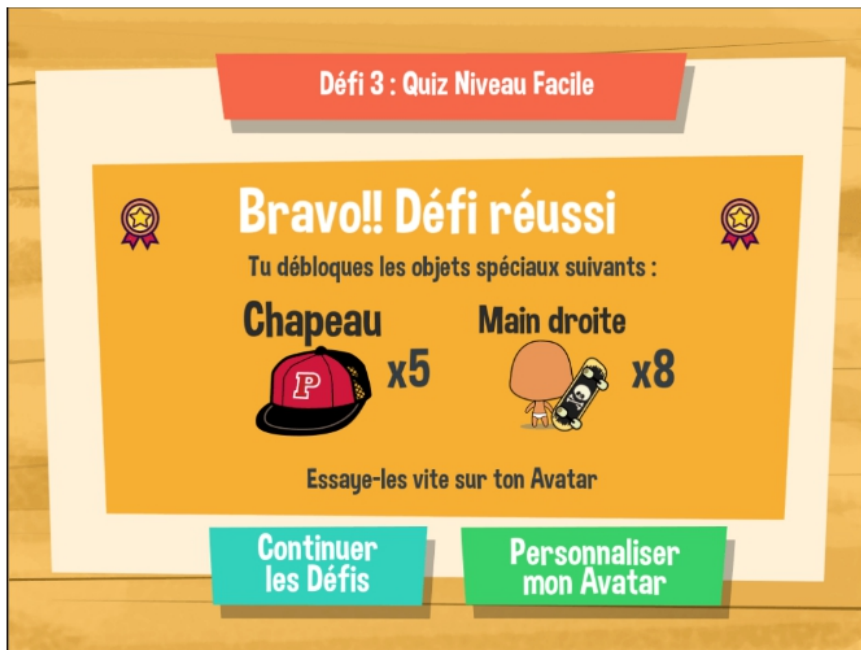 Défi 3 : Quiz Niveau Facile
Bravo!! Défi réussi
Tu débloques les objets spéciaux suivants :
Chapeau
P
x5
Main droite
x8
Essaye-les vite sur ton Avatar
Continuer
les Défis
Personnaliser
mon Avatar